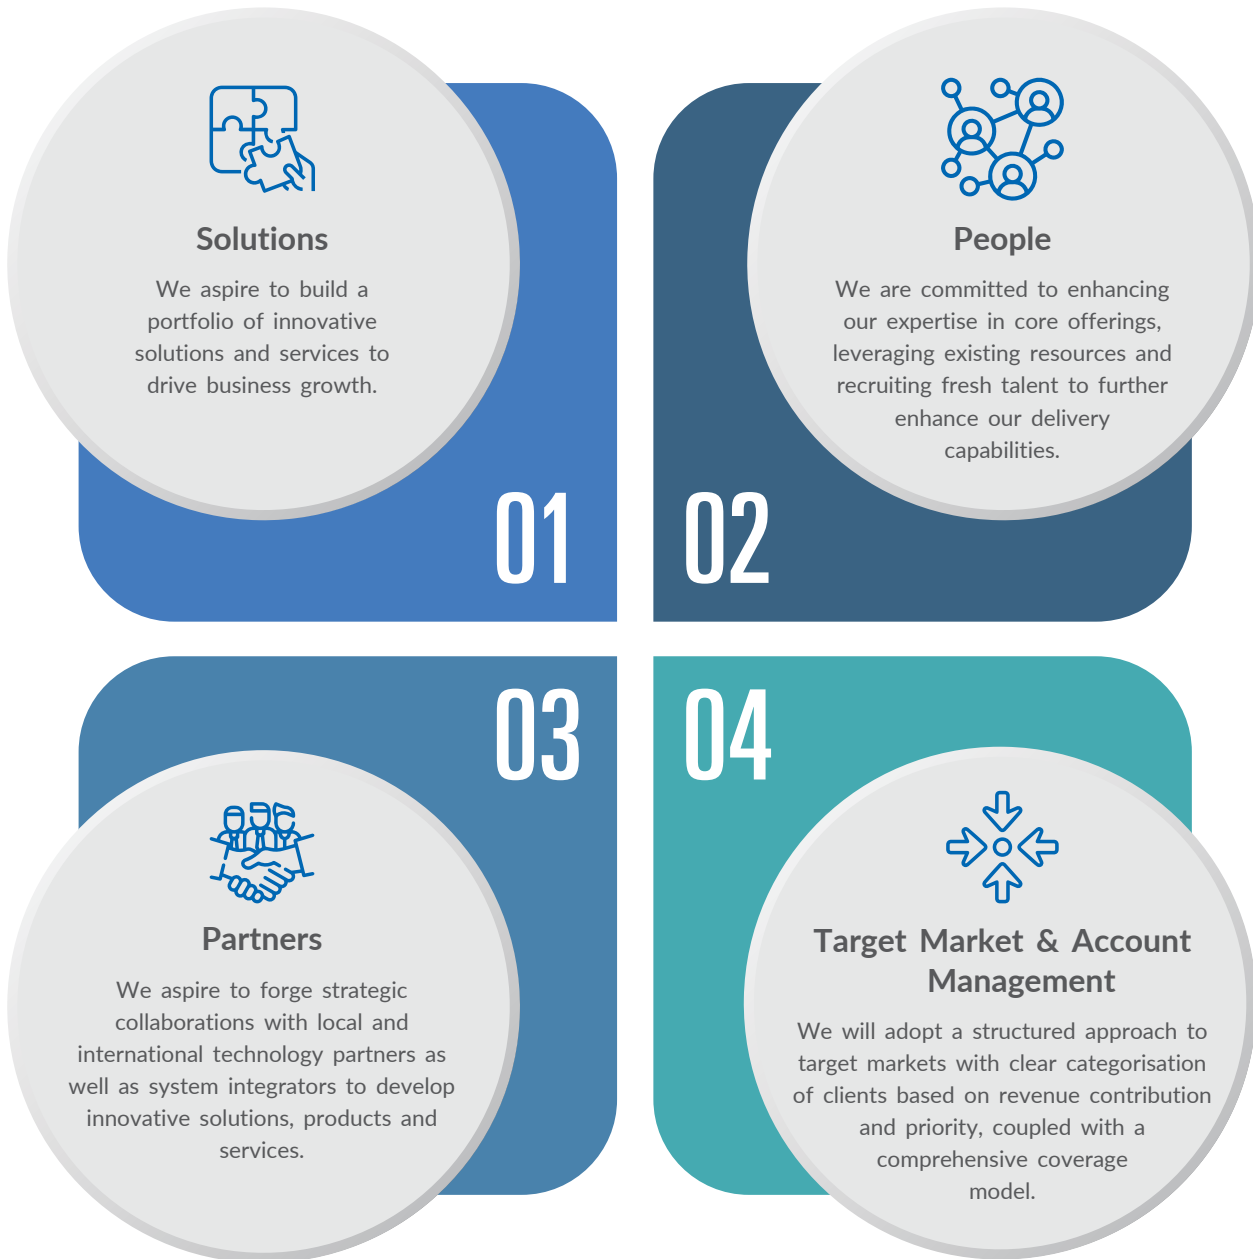 Solutions
We aspire to build a
portfolio of innovative
solutions and services to
drive business growth.
01
People
We are committed to enhancing
our expertise in core offerings,
leveraging existing resources and
recruiting fresh talent to further
enhance our delivery
capabilities.
02
03
Partners
We aspire to forge strategic
collaborations with local and
international technology partners as
well as system integrators to develop
innovative solutions, products and
services.
04
Target Market & Account
Management
We will adopt a structured approach to
target markets with clear categorisation
of clients based on revenue contribution
and priority, coupled with a
comprehensive coverage
model.